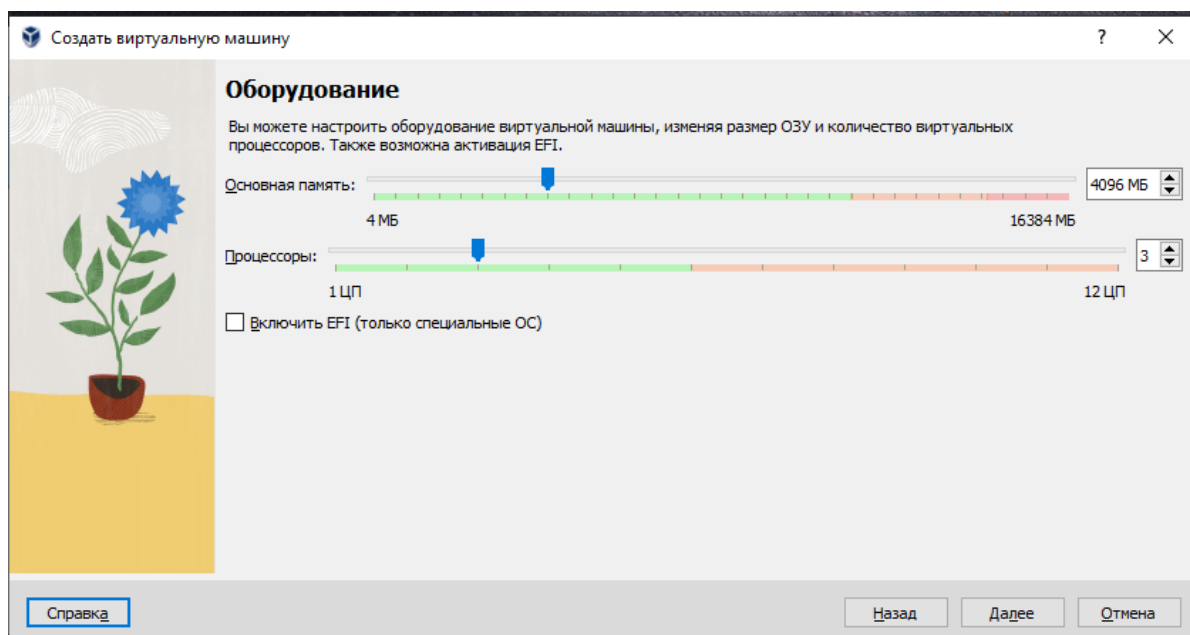 Создать виртуальную машину
?
Оборудование
Вы можете настроить оборудование виртуальной машины, изменяя размер ОЗУ и количество виртуальных
процессоров. Также возможна активация EFI.
Основная память:
4096 МБ
4 МБ
16384 МБ
Процессоры:
3
1 ЦП
12 ЦП
Включить EFI (только специальные ОС)
Справка
Назад
Далее
Отмена